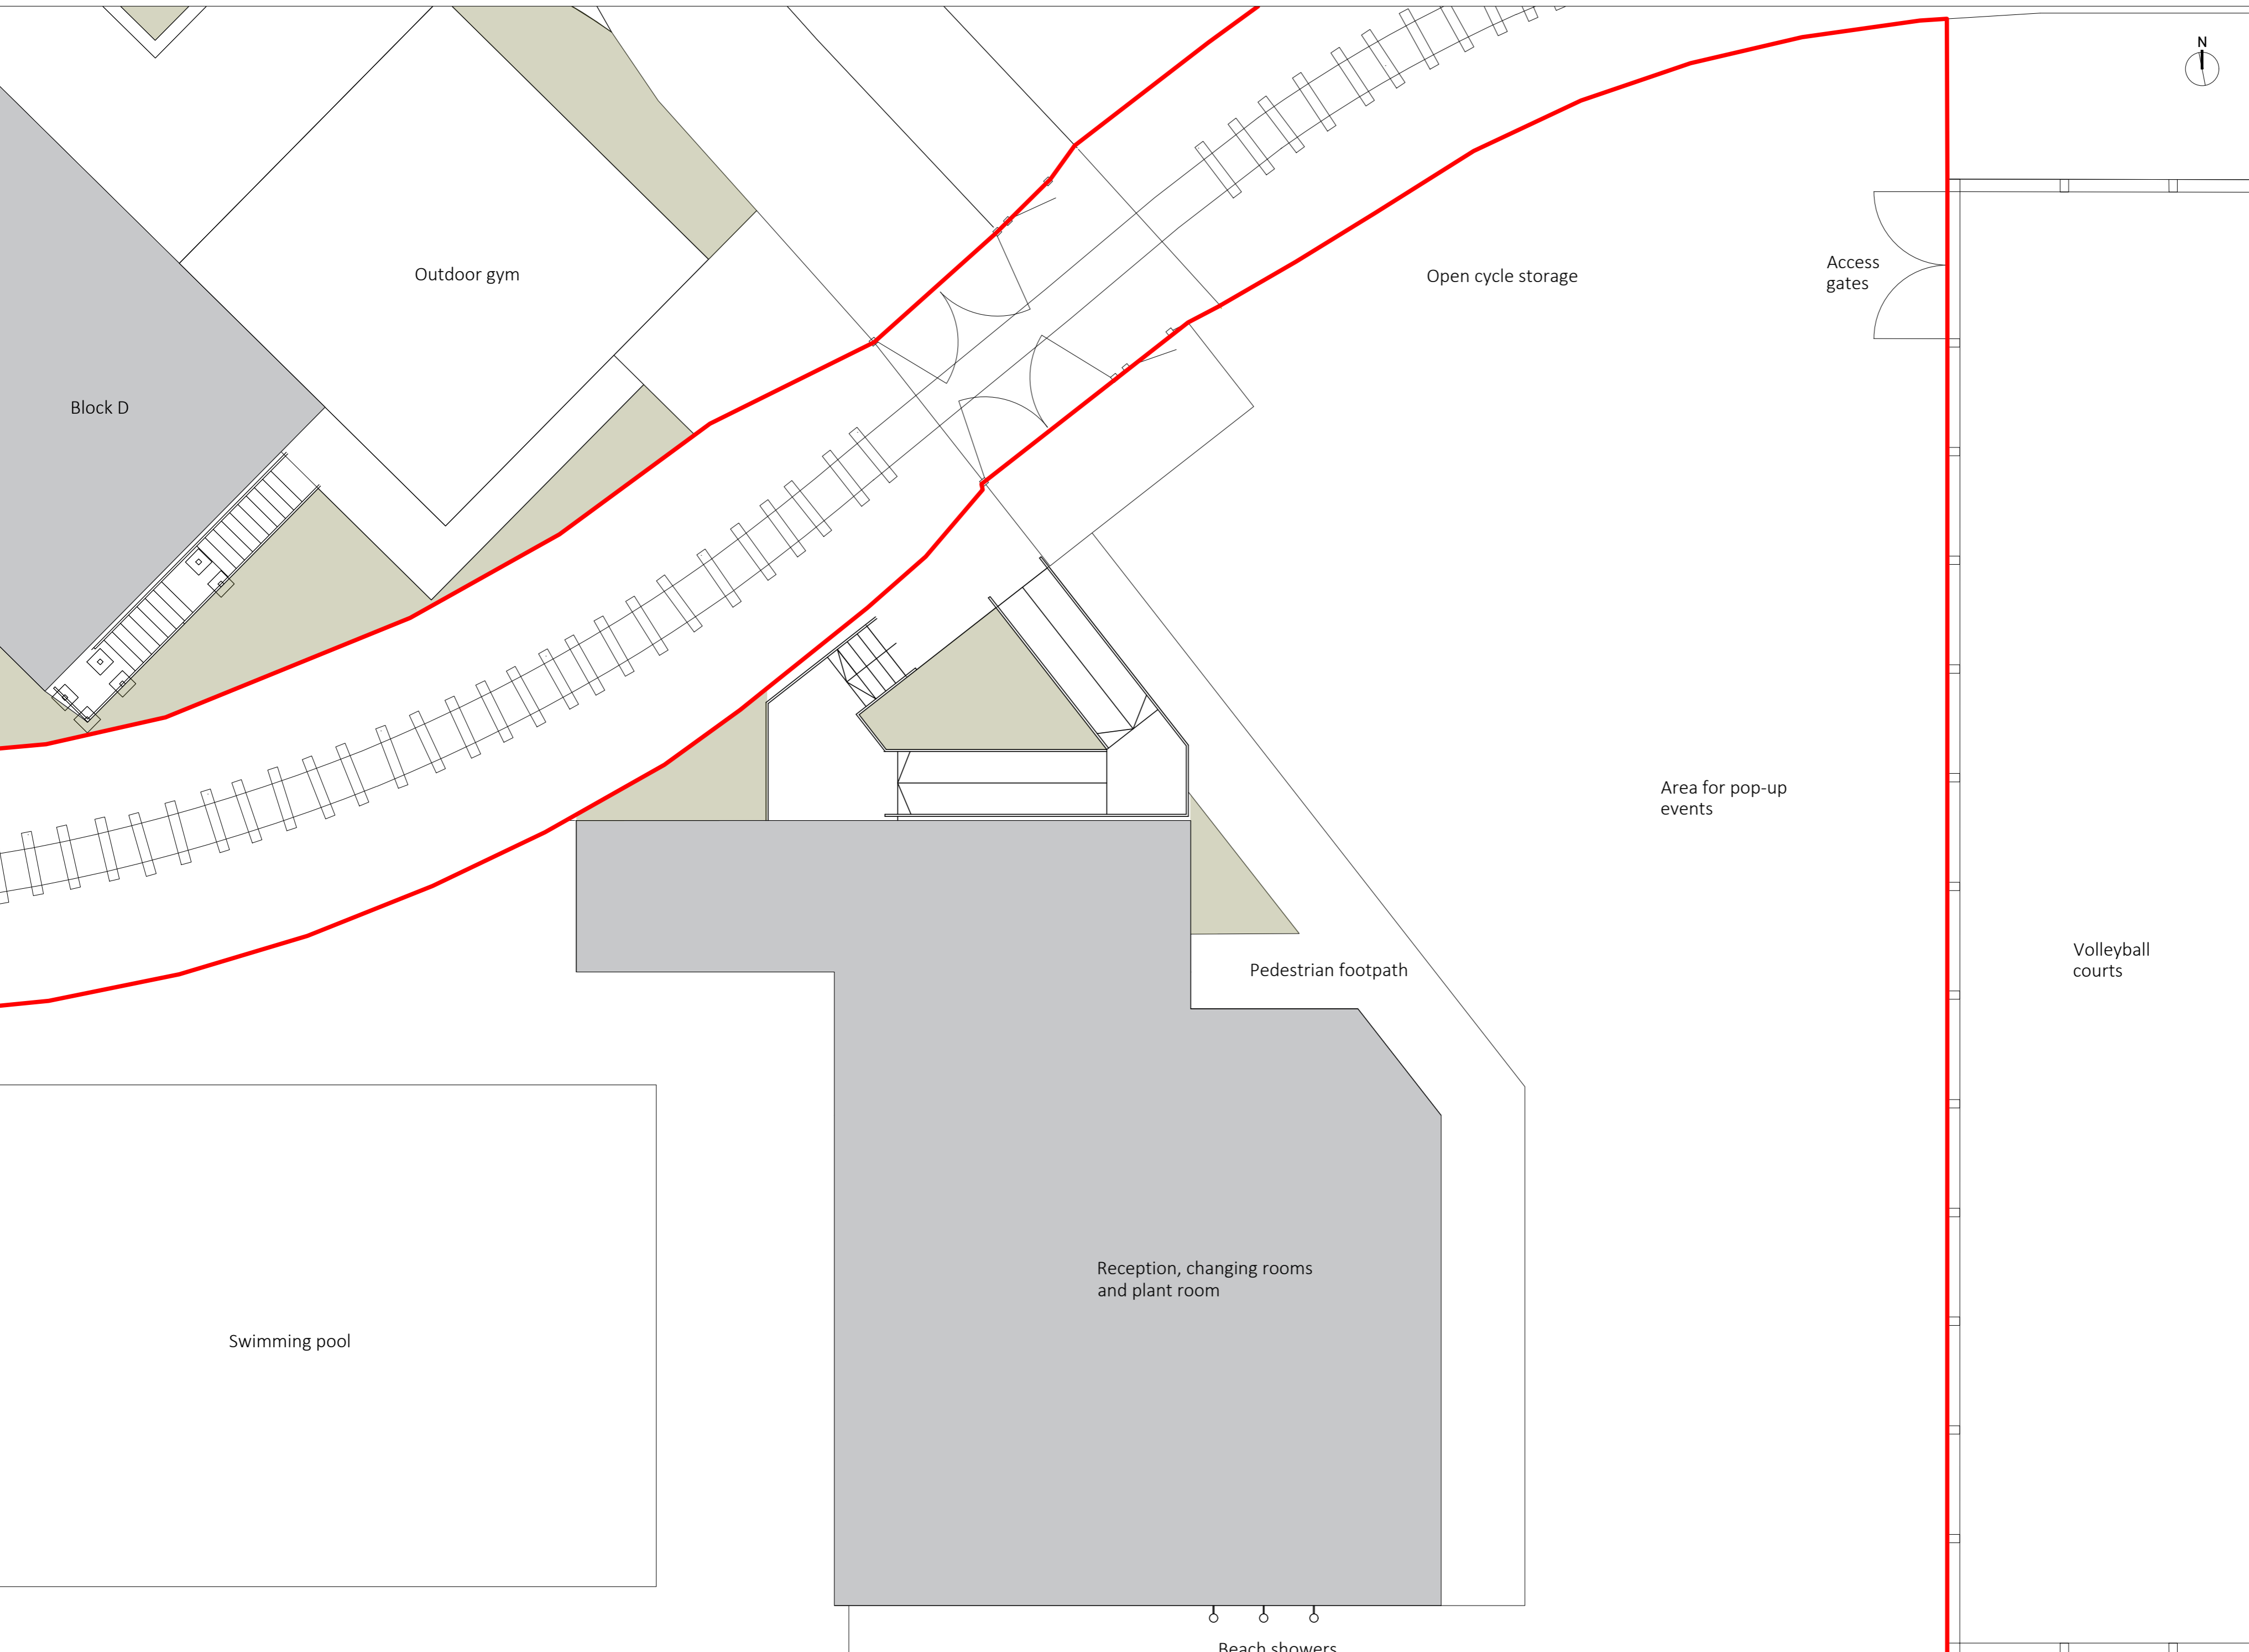 N
Outdoor gym
Open cycle storage
Access
gates
Block D
Area for pop-up
events
Volleyball
courts
Pedestrian footpath
Reception, changing rooms
and plant room
Swimming pool
Beach showers